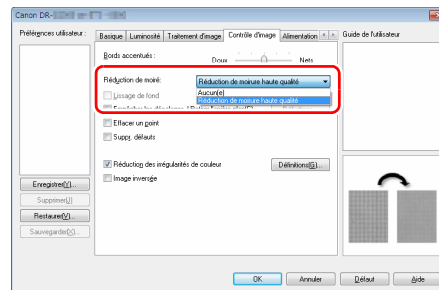 Canon DR-
Préférences utilisateur :
Basique
Luminosité
Traitement d'image
Contrôle d'image
Alimentation
Guide de l'utilisateur
Bords accentués :
Doux
Nets
Réduction de moiré:
Réduction de moirure haute qualité
Aucun(e)
Réduction de moirure haute qualité
Lissage de fond
Effacer un point
Supp. défauts
Réduction des irrégularités de couleur
Définitions(G)...
Image inversée
Enregistrer(Y)...
Supprimer(J)
Restaurer(V)...
Sauvegarder(X)...
OK
Annuler
Défaut
Aide